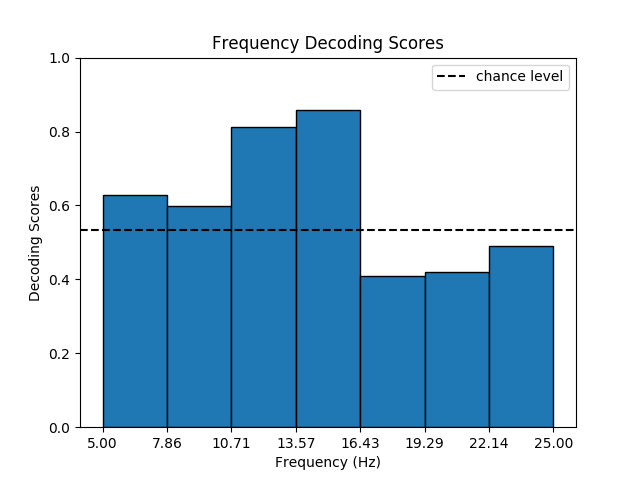 Frequency Decoding Scores
chance level
1.0
0.8
0.6
0.4
0.2
0.0
Decoding Scores
5.00 7.86 10.71 13.57 16.43 19.29 22.14 25.00
Frequency (Hz)